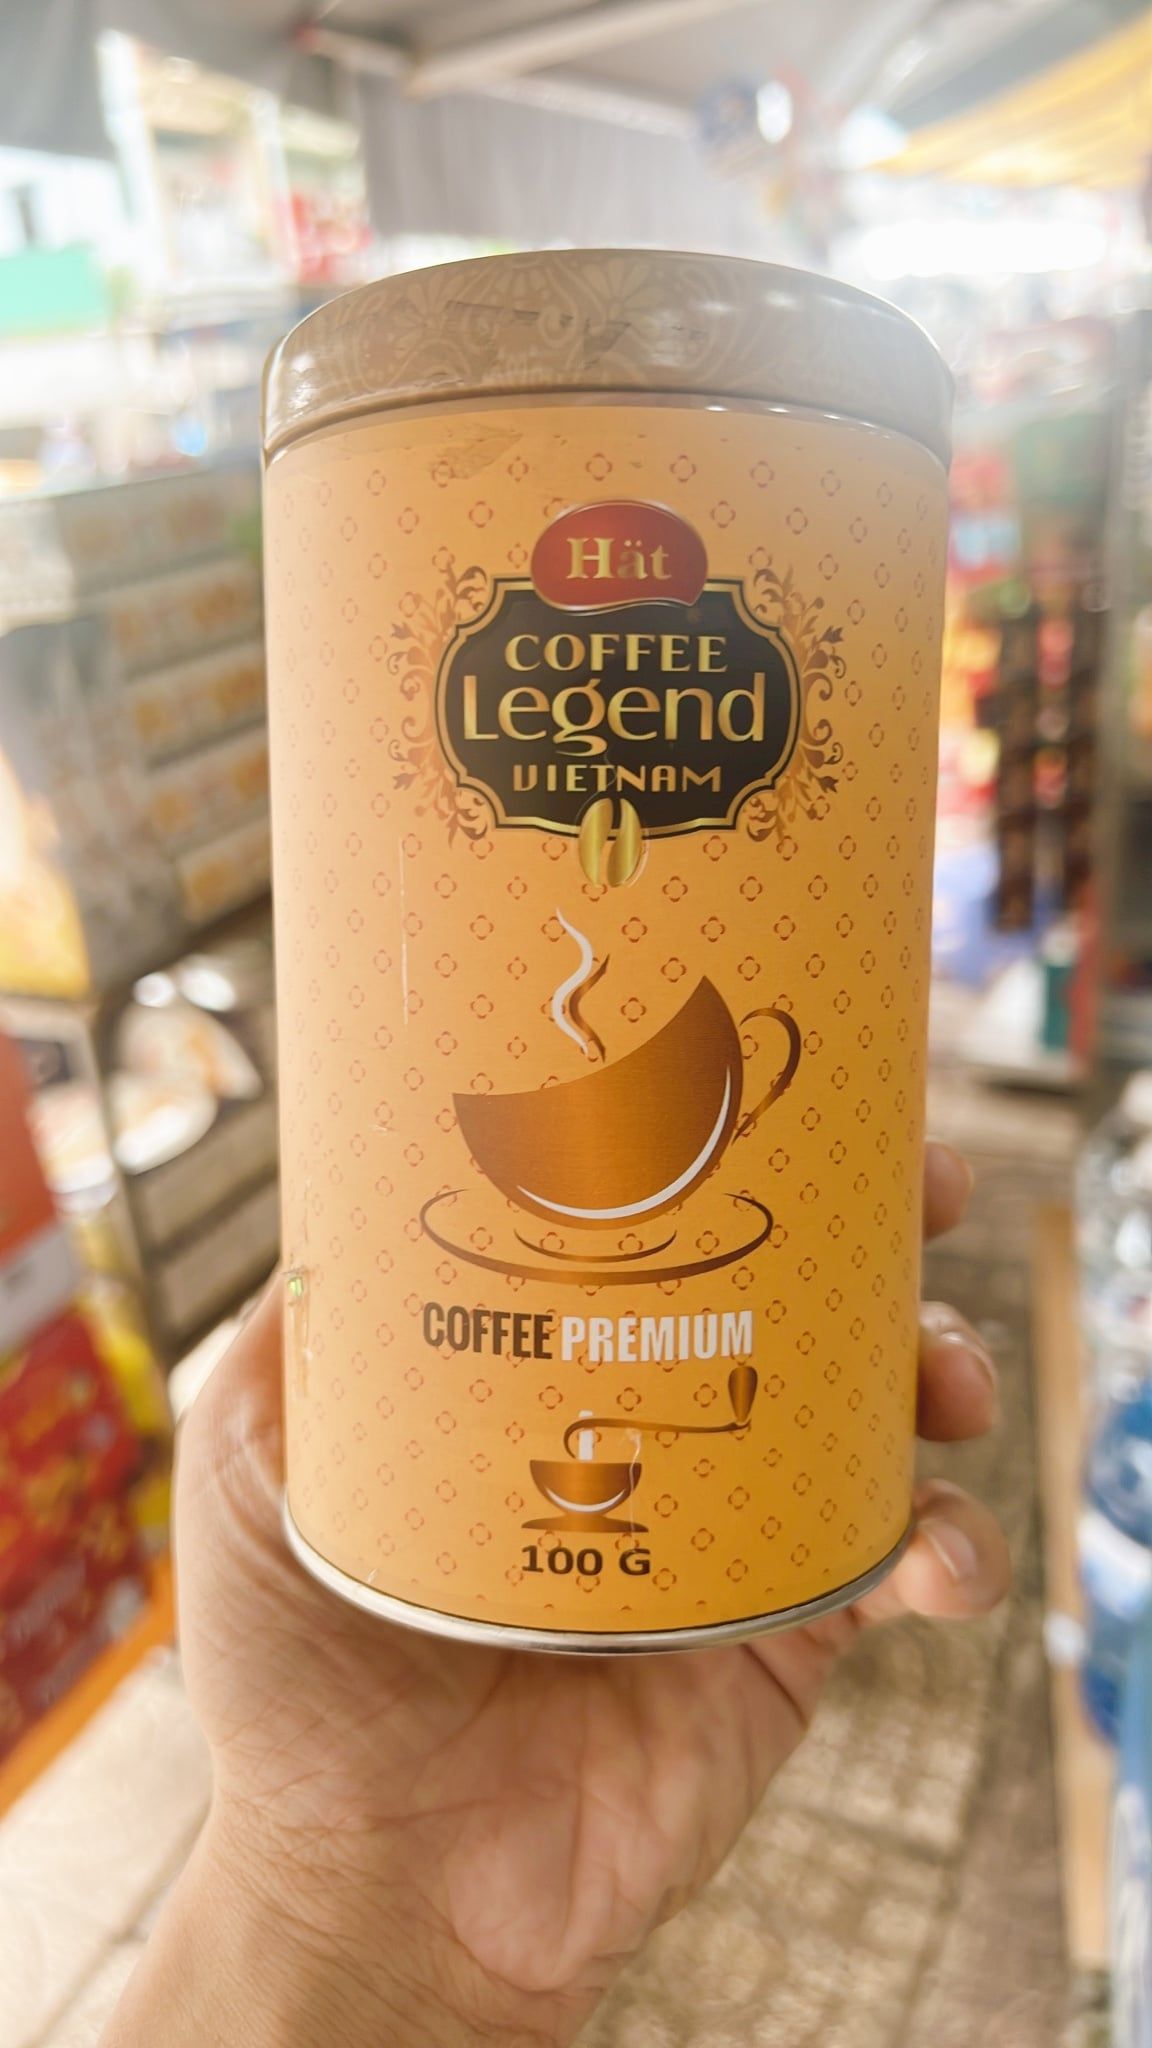 Hät
COFFEE
Legend
VIETNAM
COFFEE PREMIUM
100 G